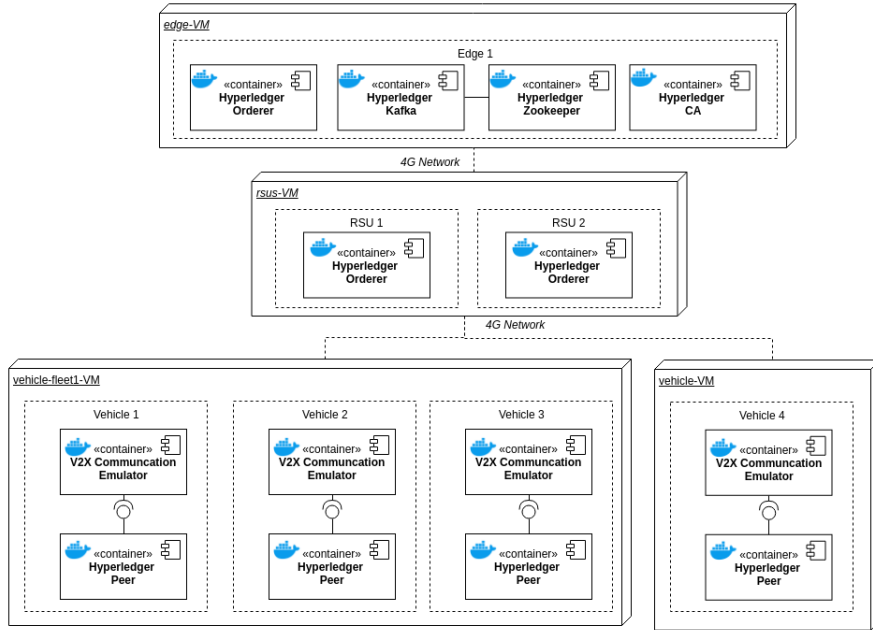 edge-VM
Edge 1
«container»
Hyperledger
Orderer
«container»
Hyperledger
Kafka
«container»
Hyperledger
Zookeeper
«container»
Hyperledger
CA
4G Network
rsus-VM
RSU 1
«container»
Hyperledger
Orderer
RSU 2
«container»
Hyperledger
Orderer
4G Network
vehicle-fleet1-VM
Vehicle 1
«container»
V2X Communcation
Emulator
«container»
Hyperledger
Peer
Vehicle 2
«container»
V2X Communcation
Emulator
«container»
Hyperledger
Peer
Vehicle 3
«container»
V2X Communcation
Emulator
«container»
Hyperledger
Peer
vehicle-VM
Vehicle 4
«container»
V2X Communcation
Emulator
«container»
Hyperledger
Peer